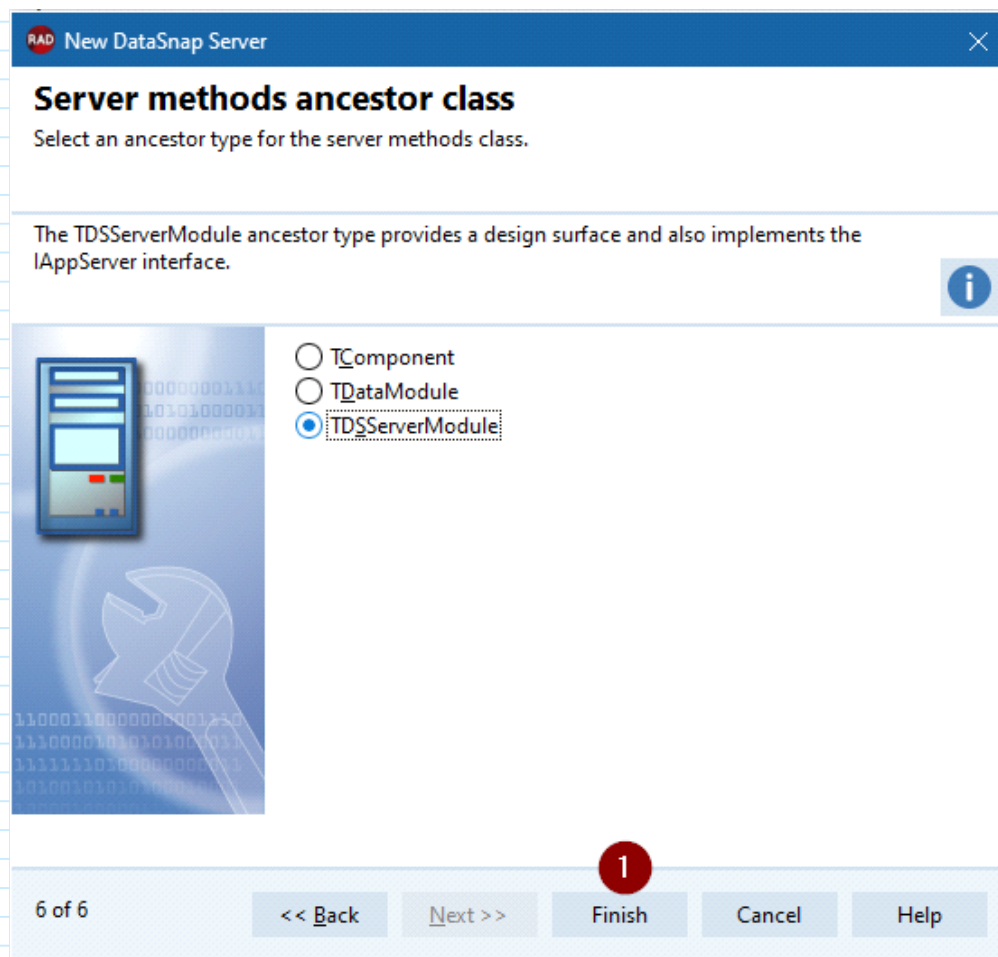 RAD New DataSnap Server
Server methods ancestor class
Select an ancestor type for the server methods class.
The TDSServerModule ancestor type provides a design surface and also implements the
IAppServer interface.
i
TComponent
TDataModule
TDSServerModule
1
6 of 6
<< Back
Next >>
Finish
Cancel
Help